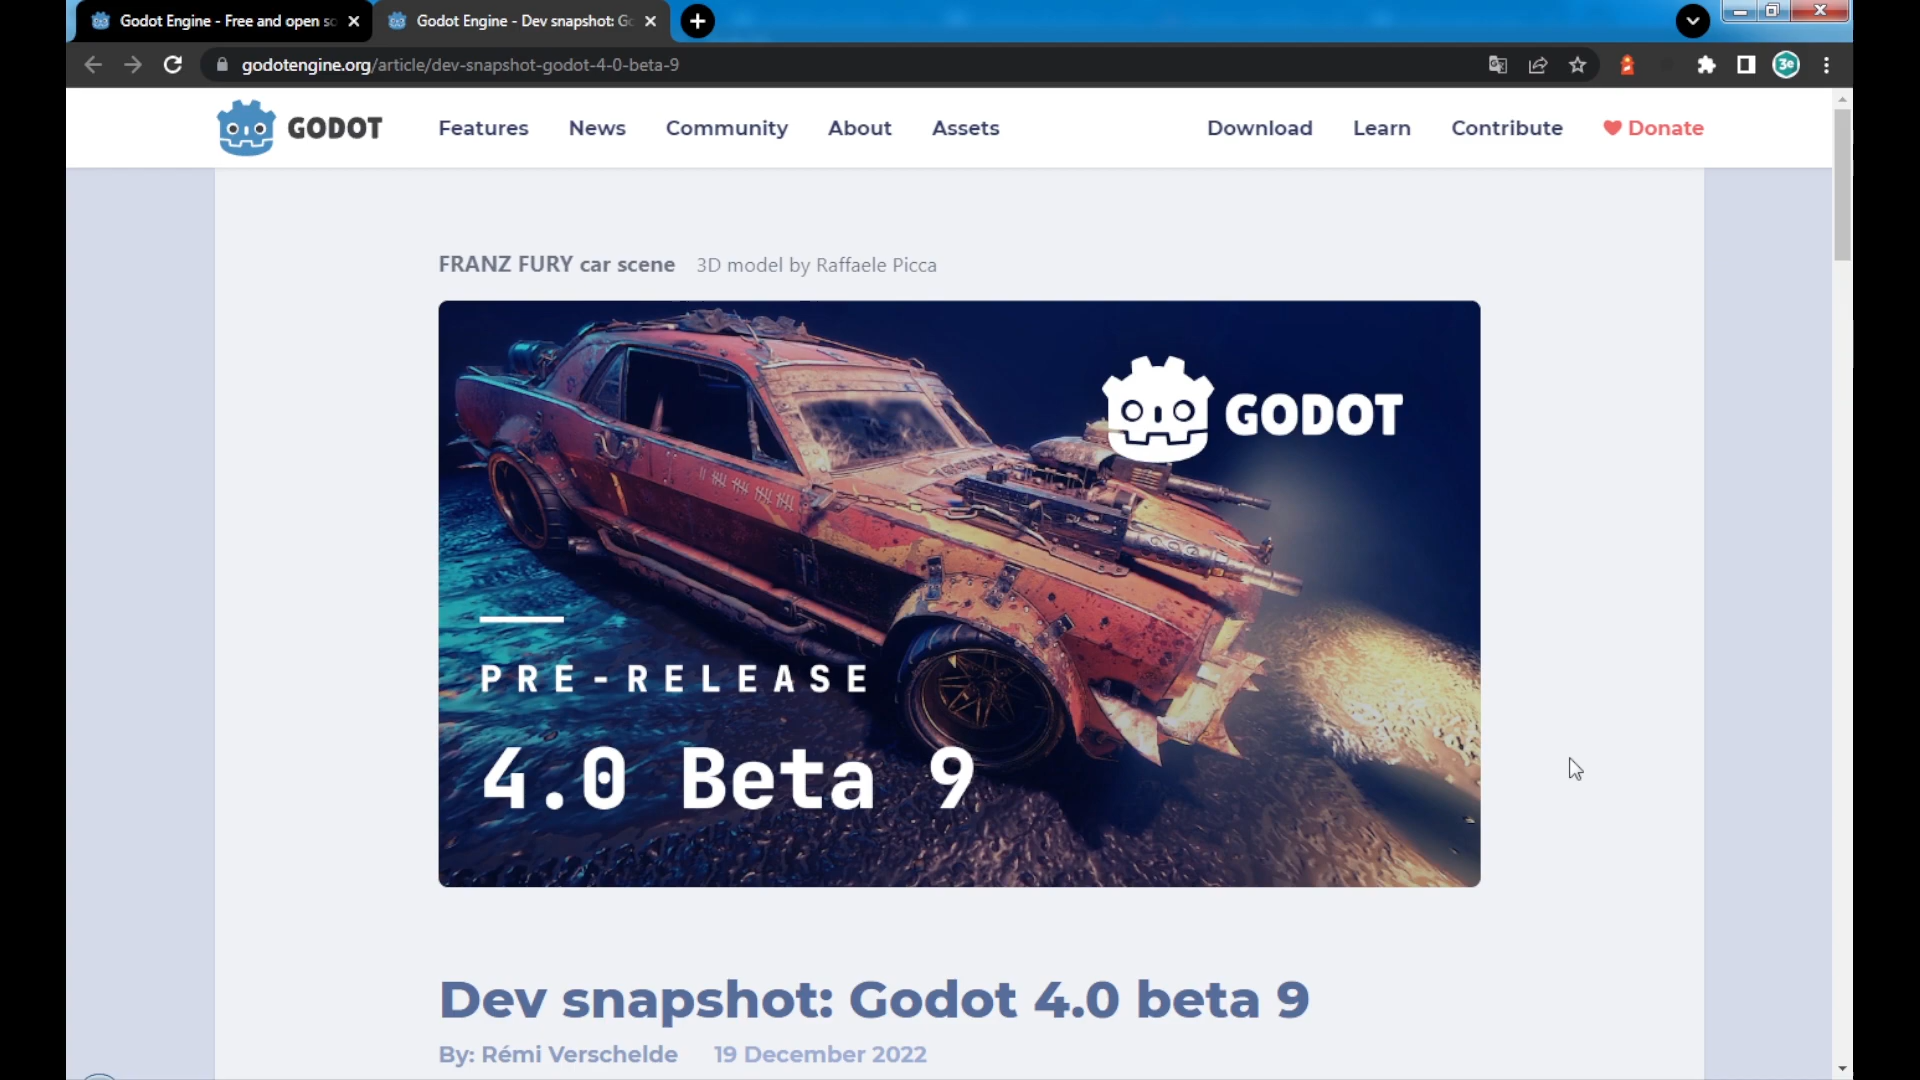 Godot Engine - Free and open so
Godot Engine - Dev snapshot: Go
godotengine.org/article/dev-snapshot-godot-4-0-beta-9
3e
GODOT
Features
News
Community
About
Assets
Download
Learn
Contribute
Donate
FRANZ FURY car scene 3D model by Raffaele Picca
GODOT
PRE-RELEASE
4.0 Beta 9
Dev snapshot: Godot 4.0 beta 9
By: Rémi Verschelde 19 December 2022